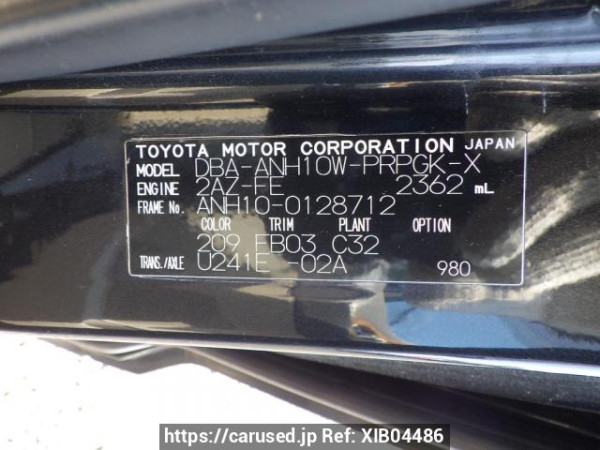 TOYOTA MOTOR CORPORATION JAPAN
MODEL DBA-ANH10W-PRPGK-X
ENGINE 2AZ-FE 2362 mL
FRAME No. ANH10-0128712
COLOR TRIM PLANT OPTION
209 FB03 C32
TRANS./AXLE U241E -02A 980
https://carused.jp Ref: XIB04486